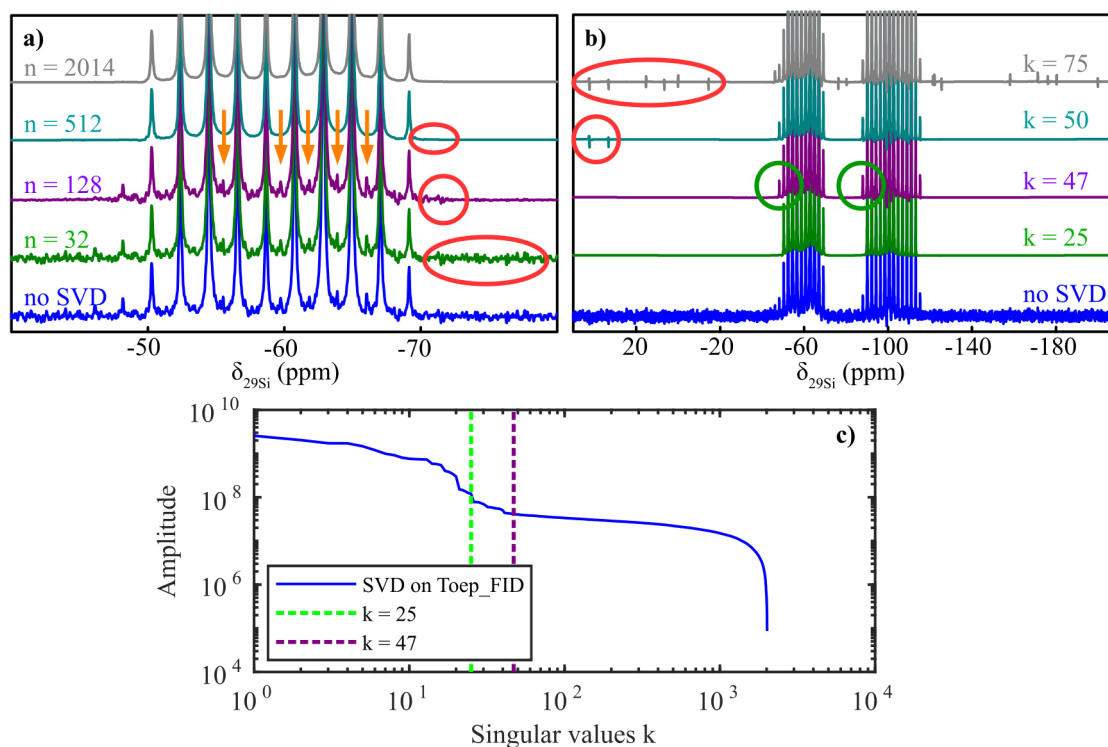 a)
n = 2014
n = 512
n = 128
n = 32
no SVD
-50
-60
-70
δ29Si (ppm)
b)
k = 75
k = 50
k = 47
k = 25
no SVD
20
-20
-60
-100
-140
-180
δ29Si (ppm)
c)
10^10
10^8
10^6
10^4
Amplitude
SVD on Toep_FID
k = 25
k = 47
10^0
10^1
10^2
10^3
10^4
Singular values k